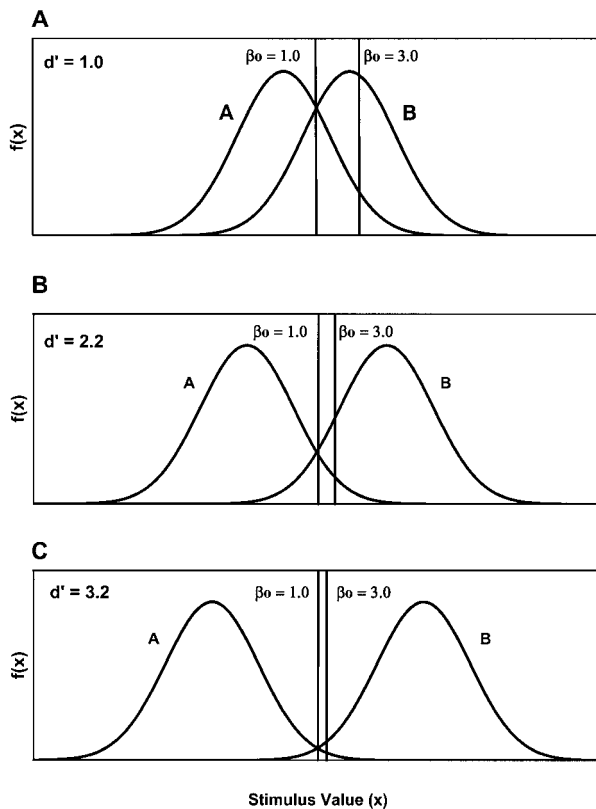 A
d' = 1.0
βo = 1.0
βo = 3.0
A
B
f(x)
B
d' = 2.2
βo = 1.0
βo = 3.0
A
B
f(x)
C
d' = 3.2
βo = 1.0
βo = 3.0
A
B
f(x)
Stimulus Value (x)